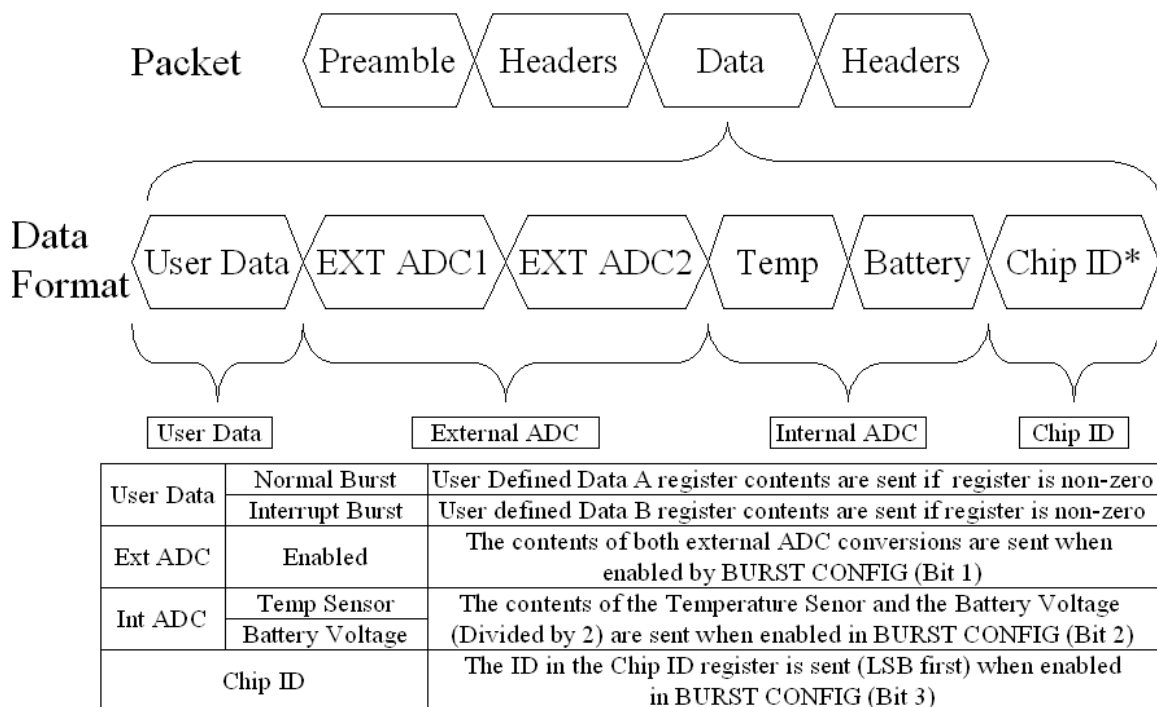 Packet
Preamble Headers Data Headers
Data
Format
User Data EXT ADC1 EXT ADC2 Temp Battery Chip ID*
User Data External ADC Internal ADC Chip ID
User Data
Normal Burst
User Defined Data A register contents are sent if register is non-zero
Interrupt Burst
User defined Data B register contents are sent if register is non-zero
Ext ADC
Enabled
The contents of both external ADC conversions are sent when
enabled by BURST CONFIG (Bit 1)
Int ADC
Temp Sensor
Battery Voltage
The contents of the Temperature Senor and the Battery Voltage
(Divided by 2) are sent when enabled in BURST CONFIG (Bit 2)
Chip ID
The ID in the Chip ID register is sent (LSB first) when enabled
in BURST CONFIG (Bit 3)